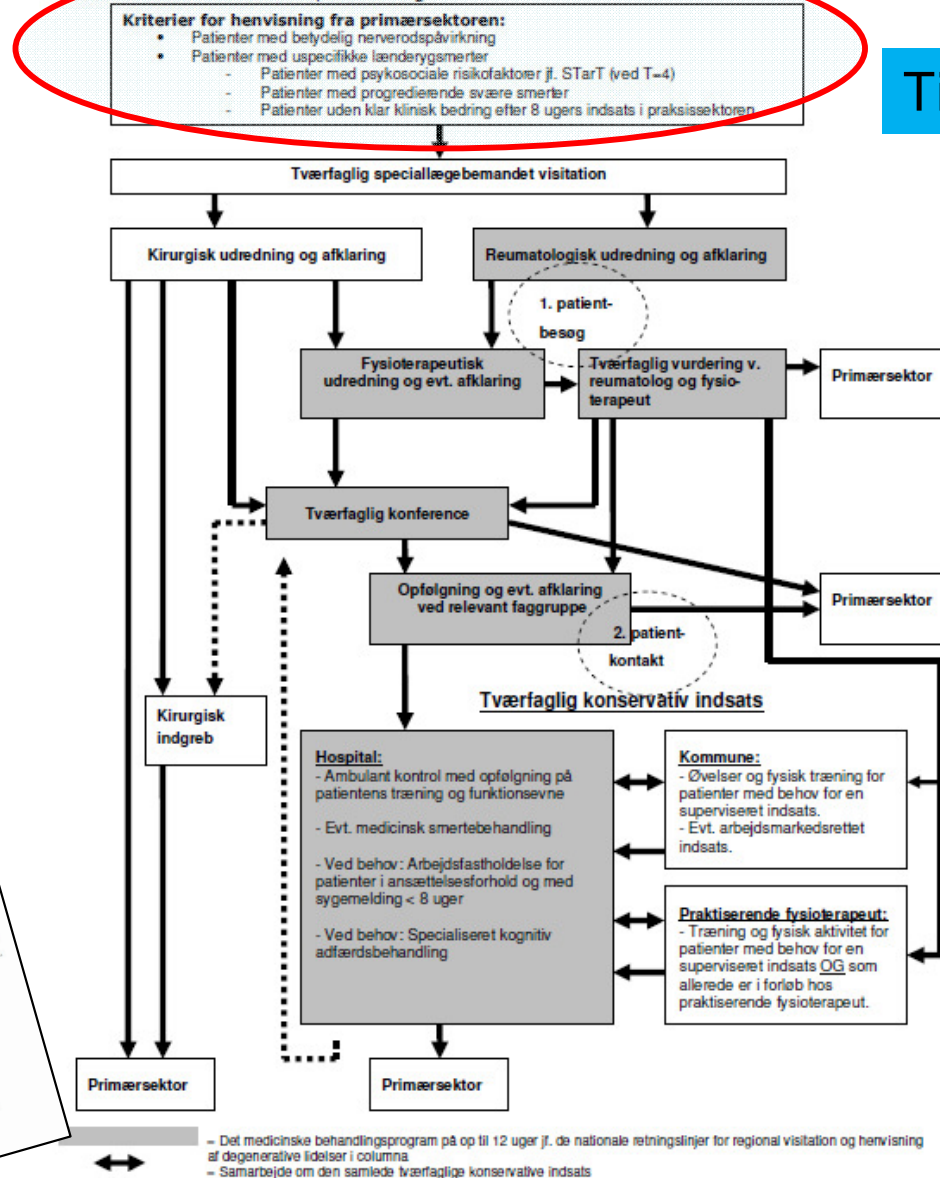 Kriterier for henvisning fra primærsektoren:
• Patienter med betydelig nerverodspåvirkning
• Patienter med uspecifikke lænderygsmerter
- Patienter med psykosociale risikofaktorer jf. STarT (ved T=4)
- Patienter med progredierende svære smerter
- Patienter uden klar klinisk bedring efter 8 ugers indsats i praksissektoren
Tværfaglig speciallægebemandet visitation
Kirurgisk udredning og afklaring
Reumatologisk udredning og afklaring
1. patient-
besøg
Fysioterapeutisk
udredning og evt. afklaring
Tværfaglig vurdering v.
reumatolog og fysio-
terapeut
Primærsektor
Tværfaglig konference
Opfølgning og evt. afklaring
ved relevant faggruppe
Primærsektor
2. patient-
kontakt
Tværfaglig konservativ indsats
Kirurgisk
indgreb
Hospital:
- Ambulant kontrol med opfølgning på
patientens træning og funktionsevne
- Evt. medicinsk smertebehandling
- Ved behov: Arbejdsfastholdelse for
patienter i ansættelsesforhold og med
sygemelding < 8 uger
- Ved behov: Specialiseret kognitiv
adfærdsbehandling
Kommune:
- Øvelser og fysisk træning for
patienter med behov for en
superviseret indsats.
- Evt. arbejdsmarkedsrettet
indsats.
Praktiserende fysioterapeut:
- Træning og fysisk aktivitet for
patienter med behov for en
superviseret indsats OG som
allerede er i forløb hos
praktiserende fysioterapeut.
Primærsektor
Primærsektor
– Det medicinske behandlingsprogram på op til 12 uger jf. de nationale retningslinjer for regional visitation og henvisning
af degenerative lidelser i columna
– Samarbejde om den samlede tværfaglige konservative indsats